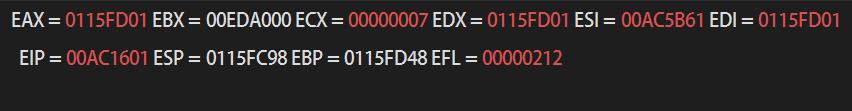 EAX = 0115FD01 EBX = 00EDA000 ECX = 00000007 EDX = 0115FD01 ESI = 00AC5B61 EDI = 0115FD01
EIP = 00AC1601 ESP = 0115FC98 EBP = 0115FD48 EFL = 00000212